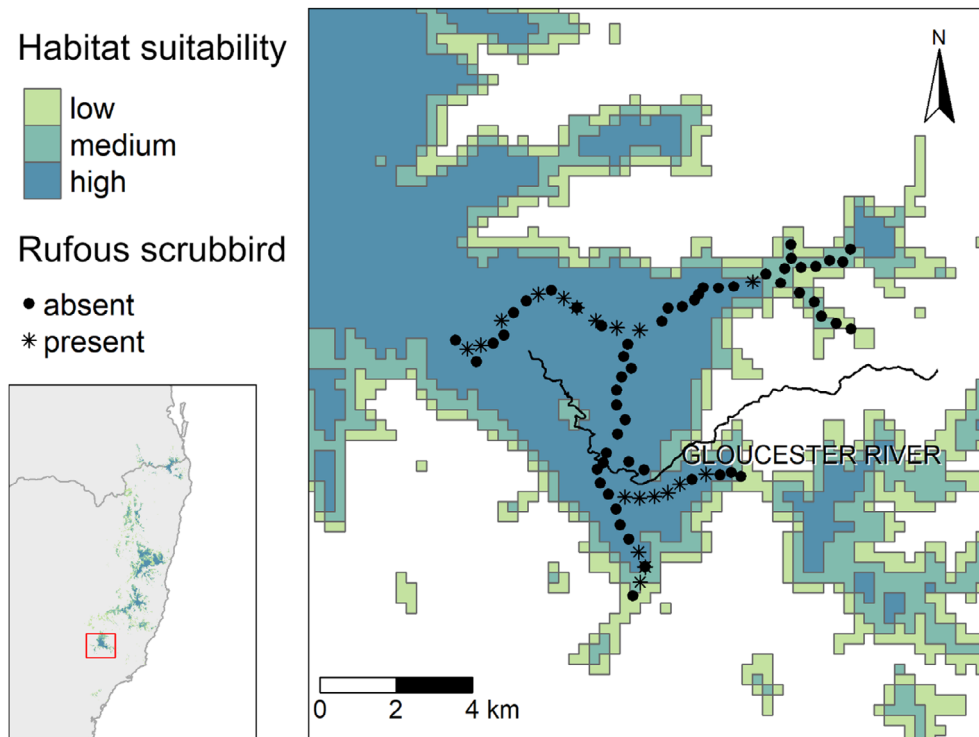 Habitat suitability
low
medium
high
Rufous scrubbird
absent
present
N
GLOUCESTER RIVER
0 2 4 km